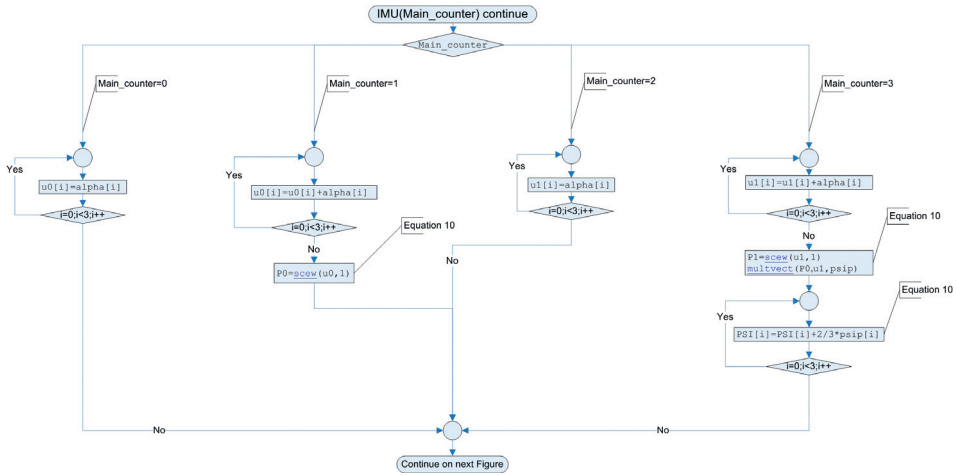 IMU(Main_counter) continue
Main_counter
Main_counter=0
Main_counter=1
Main_counter=2
Main_counter=3
Yes
u0[i]=alpha[i]
i=0;i<3;i++
Yes
u0[i]=u0[i]+alpha[i]
i=0;i<3;i++
No
Equation 10
P0=scew(u0,1)
Yes
u1[i]=alpha[i]
i=0;i<3;i++
No
Yes
u1[i]=u1[i]+alpha[i]
i=0;i<3;i++
No
Equation 10
P1=scew(u1,1)
multvect(P0,u1,psip)
Yes
Equation 10
PSI[i]=PSI[i]+2/3*psip[i]
i=0;i<3;i++
No
No
Continue on next Figure